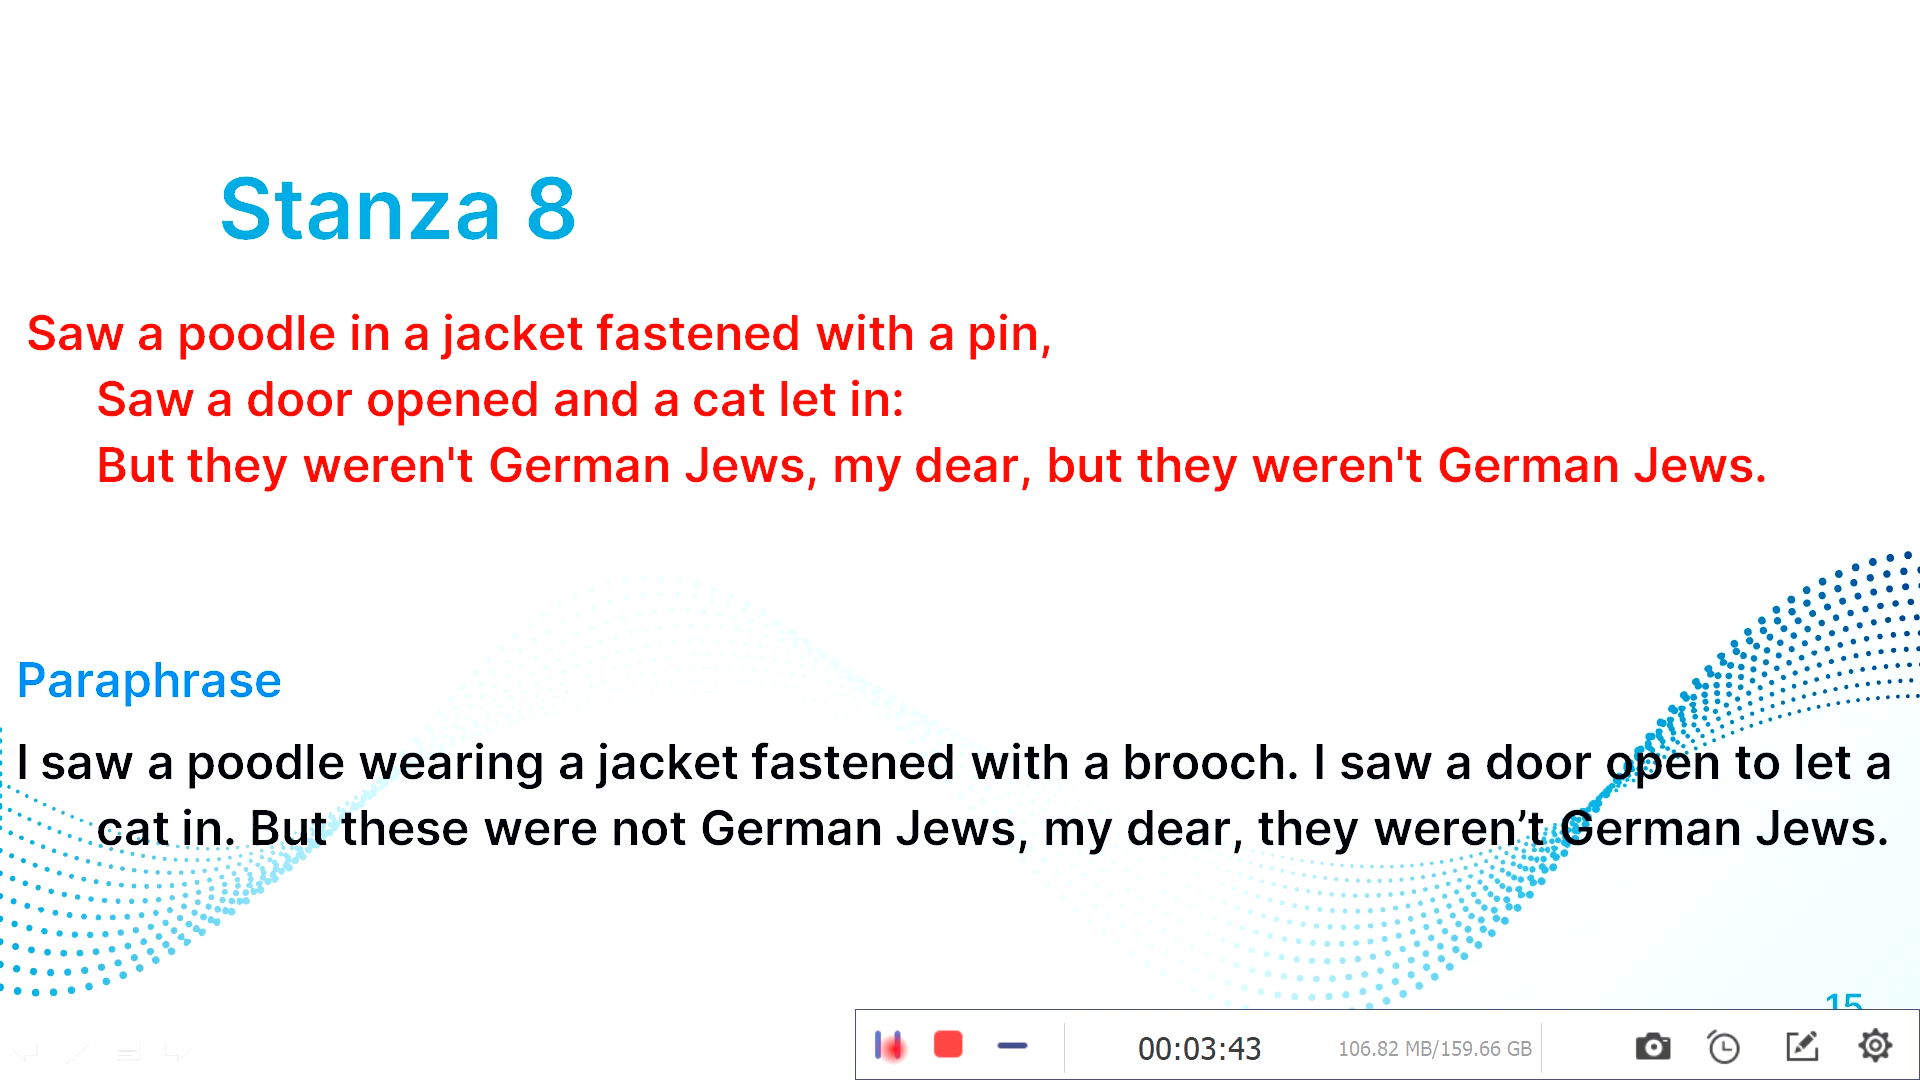 Stanza 8
Saw a poodle in a jacket fastened with a pin,
Saw a door opened and a cat let in:
But they weren't German Jews, my dear, but they weren't German Jews.
Paraphrase
I saw a poodle wearing a jacket fastened with a brooch. I saw a door open to let a
cat in. But these were not German Jews, my dear, they weren’t German Jews.
15
00:03:43
106.82 MB/159.66 GB